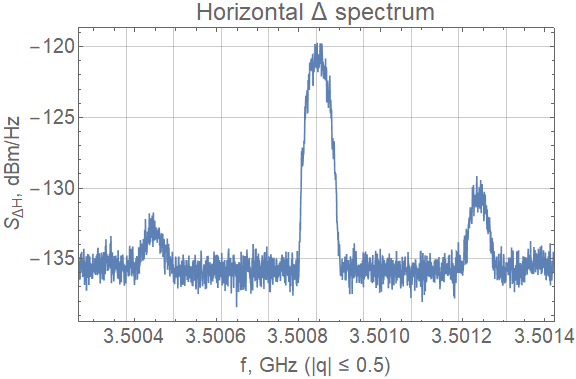 Horizontal Δ spectrum
−120
−125
−130
−135
S_ΔH, dBm/Hz
3.5004 3.5006 3.5008 3.5010 3.5012 3.5014
f, GHz (|q| ≤ 0.5)